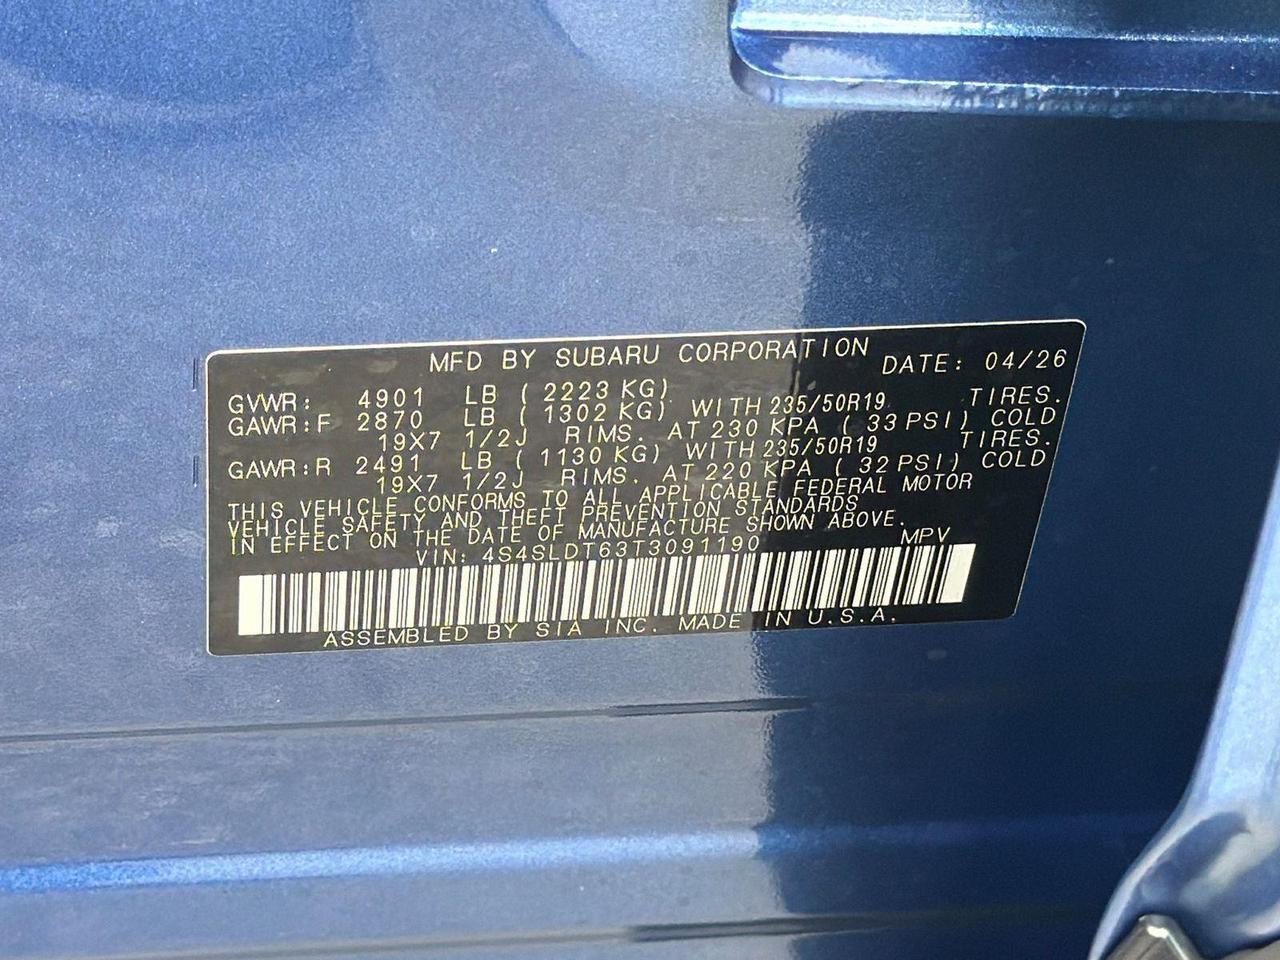 MFD BY SUBARU CORPORATION DATE: 04/26
GVWR: 4901 LB ( 2223 KG)
GAWR:F 2870 LB ( 1302 KG) WITH 235/50R19 TIRES.
19X7 1/2J RIMS. AT 230 KPA ( 33 PSI) COLD
GAWR:R 2491 LB ( 1130 KG) WITH 235/50R19 TIRES.
19X7 1/2J RIMS. AT 220 KPA ( 32 PSI) COLD
THIS VEHICLE CONFORMS TO ALL APPLICABLE FEDERAL MOTOR
VEHICLE SAFETY AND THEFT PREVENTION STANDARDS
IN EFFECT ON THE DATE OF MANUFACTURE SHOWN ABOVE.
VIN: 4S4SLDT63T3091190 MPV
ASSEMBLED BY SIA INC. MADE IN U.S.A.